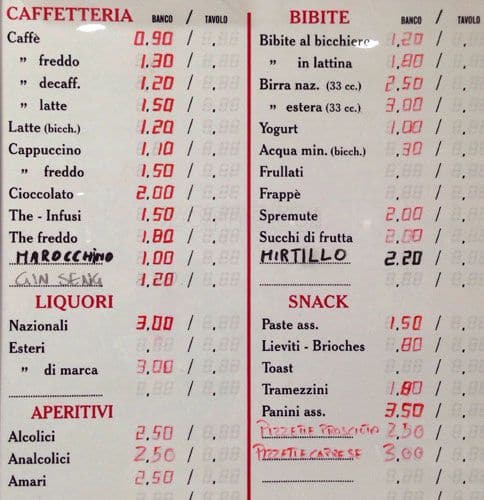 CAFFETTERIA BANCO / TAVOLO
Caffè 0.90 /
" freddo 1.30 /
" decaff. 1.20 /
" latte 1.50 /
Latte (bicch.) 1.20 /
Cappuccino 1.10 /
" freddo 1.50 /
Cioccolato 2.00 /
The - Infusi 1.50 /
The freddo 1.80 /
MAROCCHINO 1.00 /
GIN SENG 1.20 /
LIQUORI
Nazionali 3,00 /
Esteri /
" di marca 3.00 /
/
APERITIVI
Alcolici 2,50 /
Analcolici 2,50 /
Amari 2,50 /
BIBITE BANCO / TAVOLO
Bibite al bicchiere 1.20 /
" in lattina 1.80 /
Birra naz. (33 cc.) 2.50 /
" estera (33 cc.) 3.00 /
Yogurt 1.00 /
Acqua min. (bicch.) .30 /
Frullati /
Frappè /
Spremute 2.00 /
Succhi di frutta 2.00 /
MIRTILLO 2.20 /
/
SNACK
Paste ass. 1.50 /
Lieviti - Brioches .80 /
Toast /
Tramezzini 1.80 /
Panini ass. 3.50 /
PIZZETTE 2.50 /
PIZZETTE 3.00 /
/